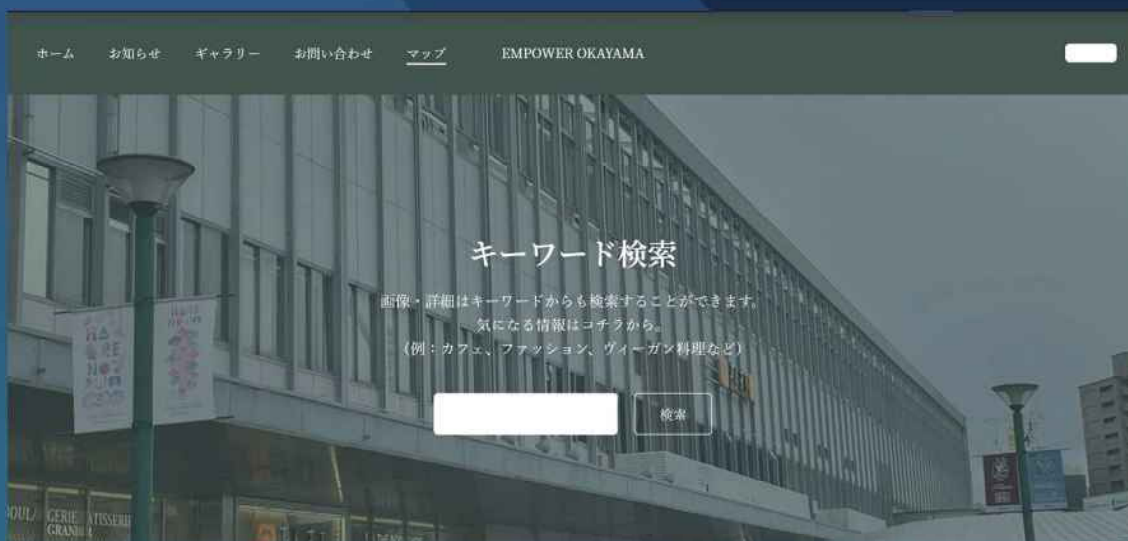 ホーム
お知らせ
ギャラリー
お問い合わせ
マップ
EMPOWER OKAYAMA
キーワード検索
画像・詳細はキーワードからも検索することができます。
気になる情報はコチラから。
（例：カフェ、ファッション、ヴィーガン料理など）
検索